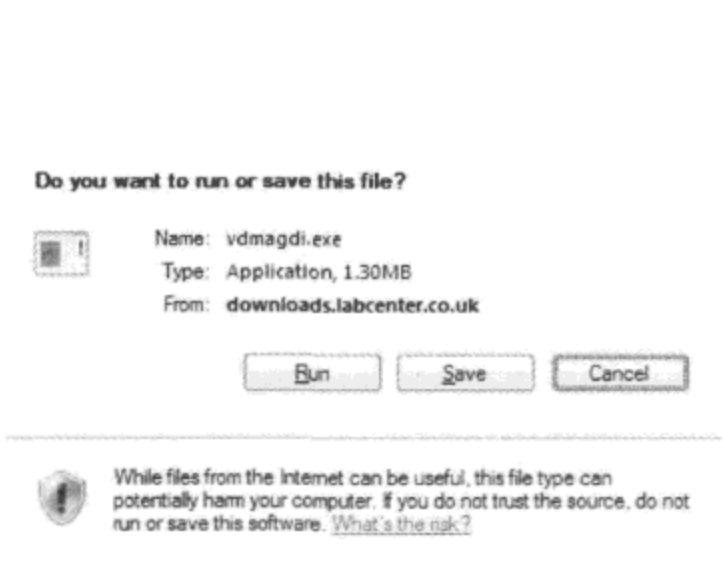 Do you want to run or save this file?
Name: vdmagdi.exe
Type: Application, 1.30MB
From: downloads.labcenter.co.uk
Run Save Cancel
While files from the Internet can be useful, this file type can
potentially harm your computer. If you do not trust the source, do not
run or save this software. What's the risk?